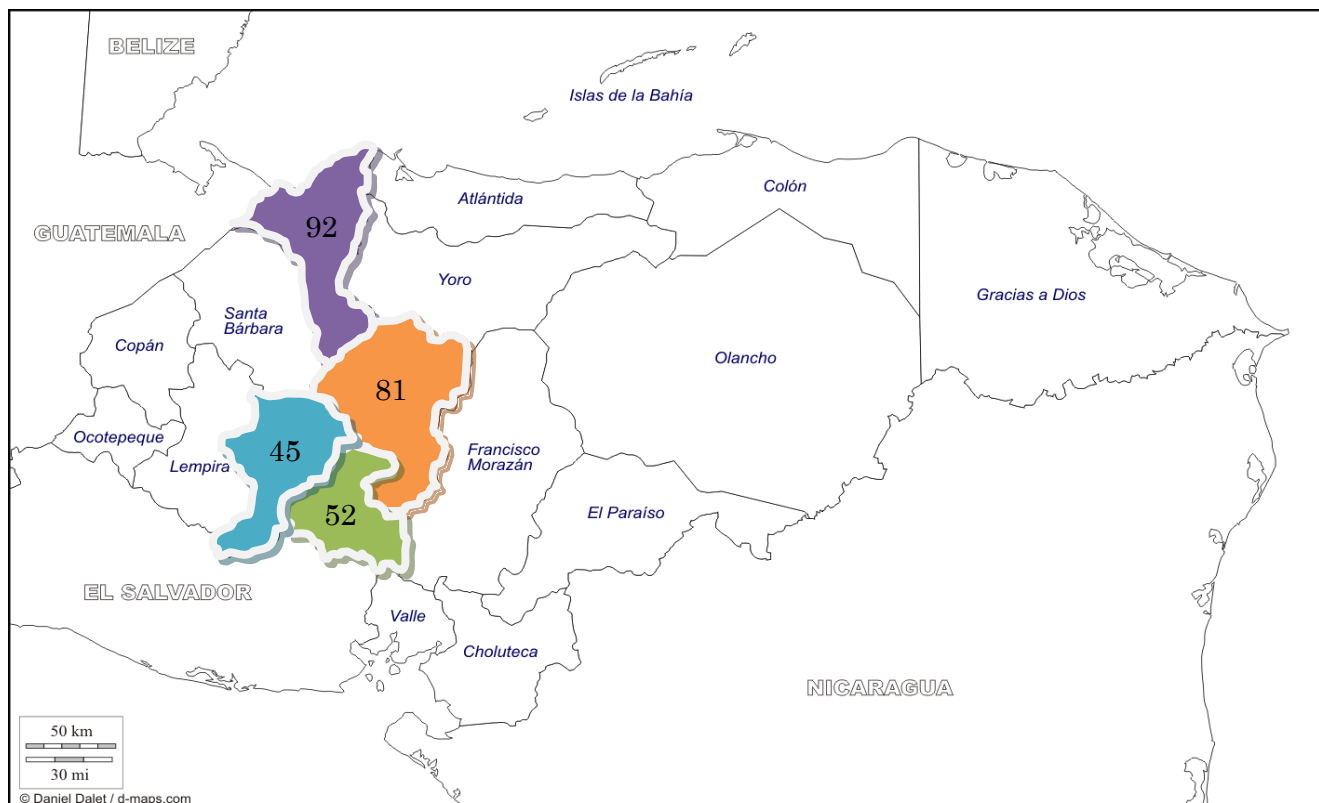 BELIZE
Islas de la Bahía
Colón
Atlántida
92
GUATEMALA
Yoro
Gracias a Dios
Santa
Bárbara
Copán
Olancho
81
Ocotepeque
45
Francisco
Morazán
Lempira
52
El Paraíso
EL SALVADOR
Valle
Choluteca
NICARAGUA
50 km
30 mi
© Daniel Dalet / d-maps.com